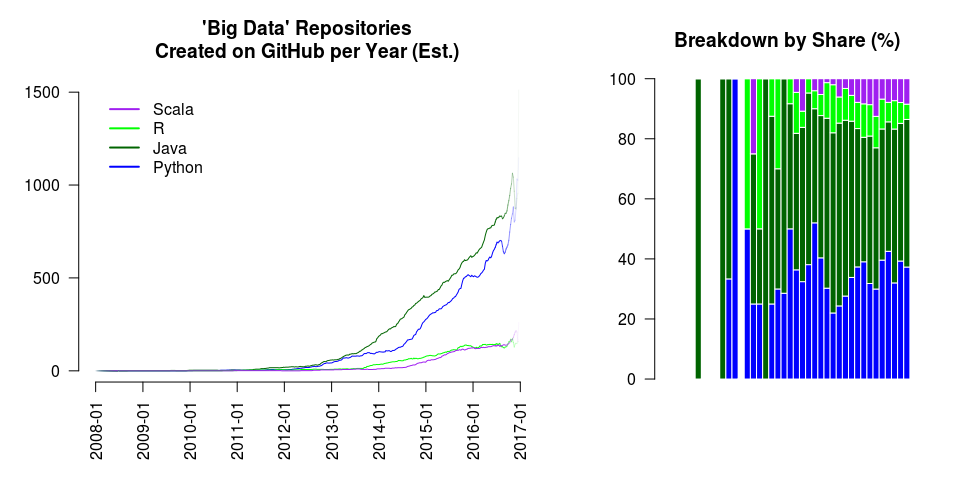 'Big Data' Repositories
Created on GitHub per Year (Est.)
1500
1000
500
0
Scala
R
Java
Python
2008-01
2009-01
2010-01
2011-01
2012-01
2013-01
2014-01
2015-01
2016-01
2017-01
Breakdown by Share (%)
100
80
60
40
20
0